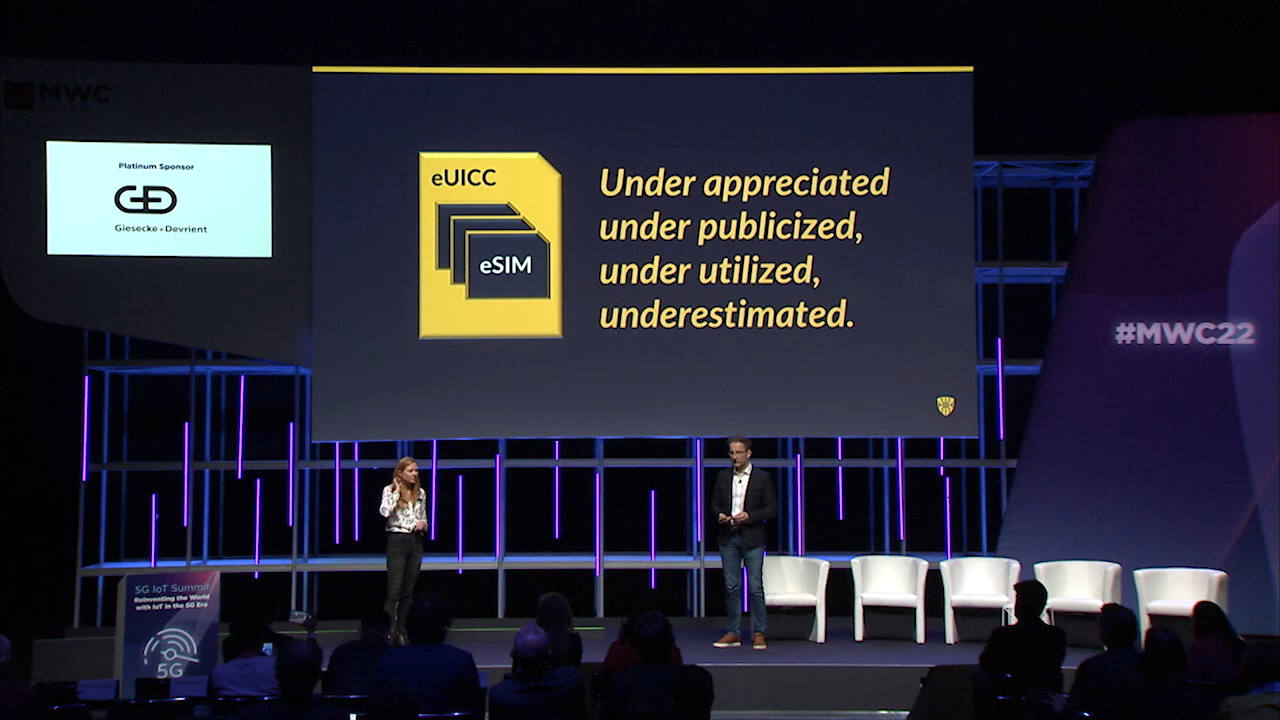 MWC
Platinum Sponsor
G+D
Giesecke+Devrient
eUICC
eSIM
Under appreciated
under publicized,
under utilized,
underestimated.
#MWC22
5G IoT Summit
Reinventing the World
with IoT in the 5G Era
5G